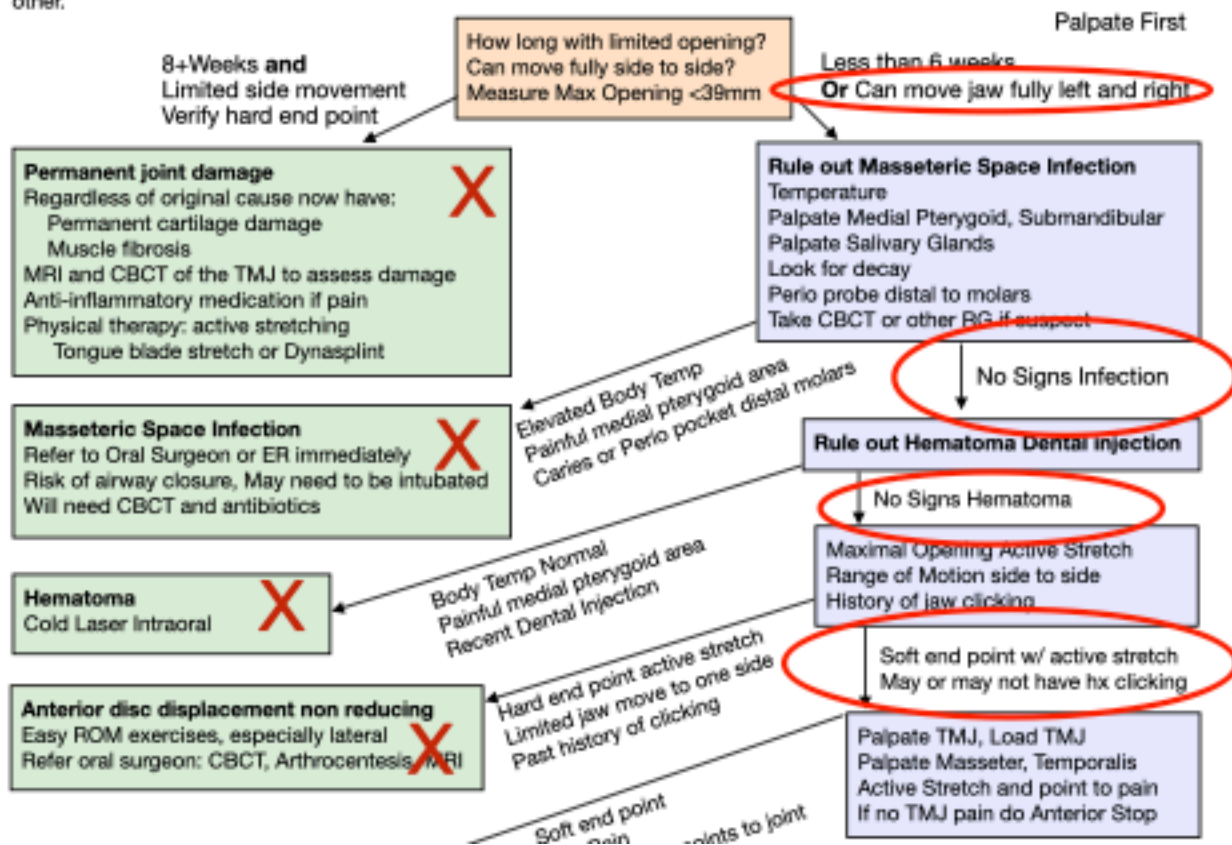 other.
Palpate First
How long with limited opening?
Can move fully side to side?
Measure Max Opening <39mm
8+Weeks and
Limited side movement
Verify hard end point
Less than 6 weeks
Or Can move jaw fully left and right
Permanent joint damage
Regardless of original cause now have:
Permanent cartilage damage
Muscle fibrosis
MRI and CBCT of the TMJ to assess damage
Anti-inflammatory medication if pain
Physical therapy: active stretching
Tongue blade stretch or Dynasplint
X
Rule out Masseteric Space Infection
Temperature
Palpate Medial Pterygoid, Submandibular
Palpate Salivary Glands
Look for decay
Perio probe distal to molars
Take CBCT or other RG if suspect
Elevated Body Temp
Painful medial pterygoid area
Caries or Perio pocket distal molars
No Signs Infection
Masseteric Space Infection
Refer to Oral Surgeon or ER immediately
Risk of airway closure, May need to be intubated
Will need CBCT and antibiotics
X
Rule out Hematoma Dental injection
No Signs Hematoma
Body Temp Normal
Painful medial pterygoid area
Recent Dental Injection
Hematoma
Cold Laser Intraoral
X
Maximal Opening Active Stretch
Range of Motion side to side
History of jaw clicking
Hard end point active stretch
Limited jaw move to one side
Past history of clicking
Soft end point w/ active stretch
May or may not have hx clicking
Anterior disc displacement non reducing
Easy ROM exercises, especially lateral
Refer oral surgeon: CBCT, Arthrocentesis, MRI
X
Palpate TMJ, Load TMJ
Palpate Masseter, Temporalis
Active Stretch and point to pain
If no TMJ pain do Anterior Stop
Soft end point
to joint